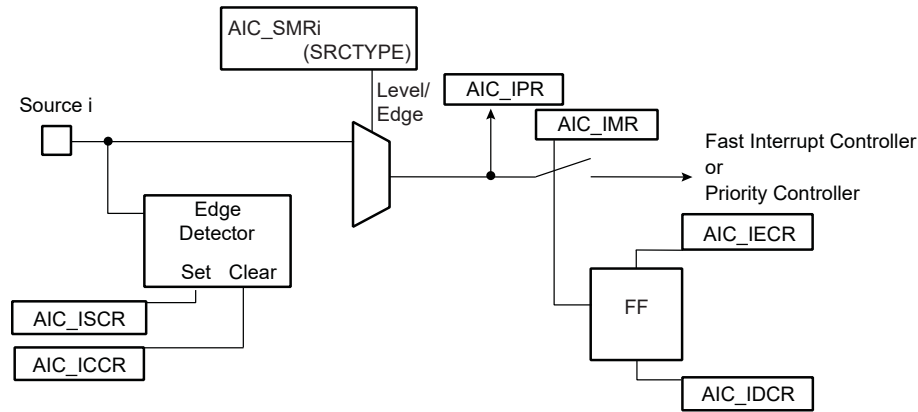 AIC_SMRi
(SRCTYPE)
Level/
Edge
AIC_IPR
Source i
AIC_IMR
Fast Interrupt Controller
or
Priority Controller
Edge
Detector
Set Clear
AIC_IECR
FF
AIC_ISCR
AIC_ICCR
AIC_IDCR